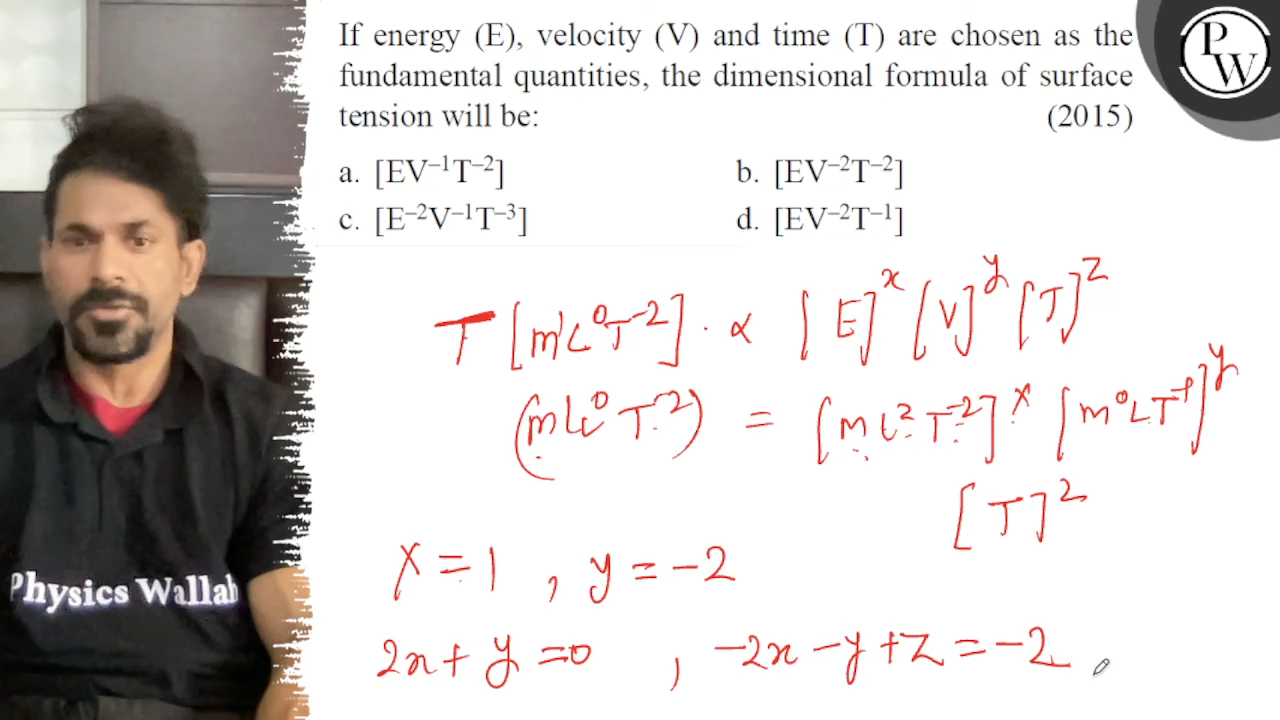 If energy (E), velocity (V) and time (T) are chosen as the
fundamental quantities, the dimensional formula of surface
tension will be: (2015)
a. [EV⁻¹T⁻²] b. [EV⁻²T⁻²]
c. [E⁻²V⁻¹T⁻³] d. [EV⁻²T⁻¹]
PW
T [m¹L⁰T⁻²] . ∝ [E]ˣ [V]ʸ [T]ᶻ
(mL⁰T⁻²) = [mL²T⁻²]ˣ [m⁰LT⁻¹]ʸ
[T]ᶻ
x = 1 , y = -2
2x + y = 0 , -2x - y + z = -2
Physics Wallah